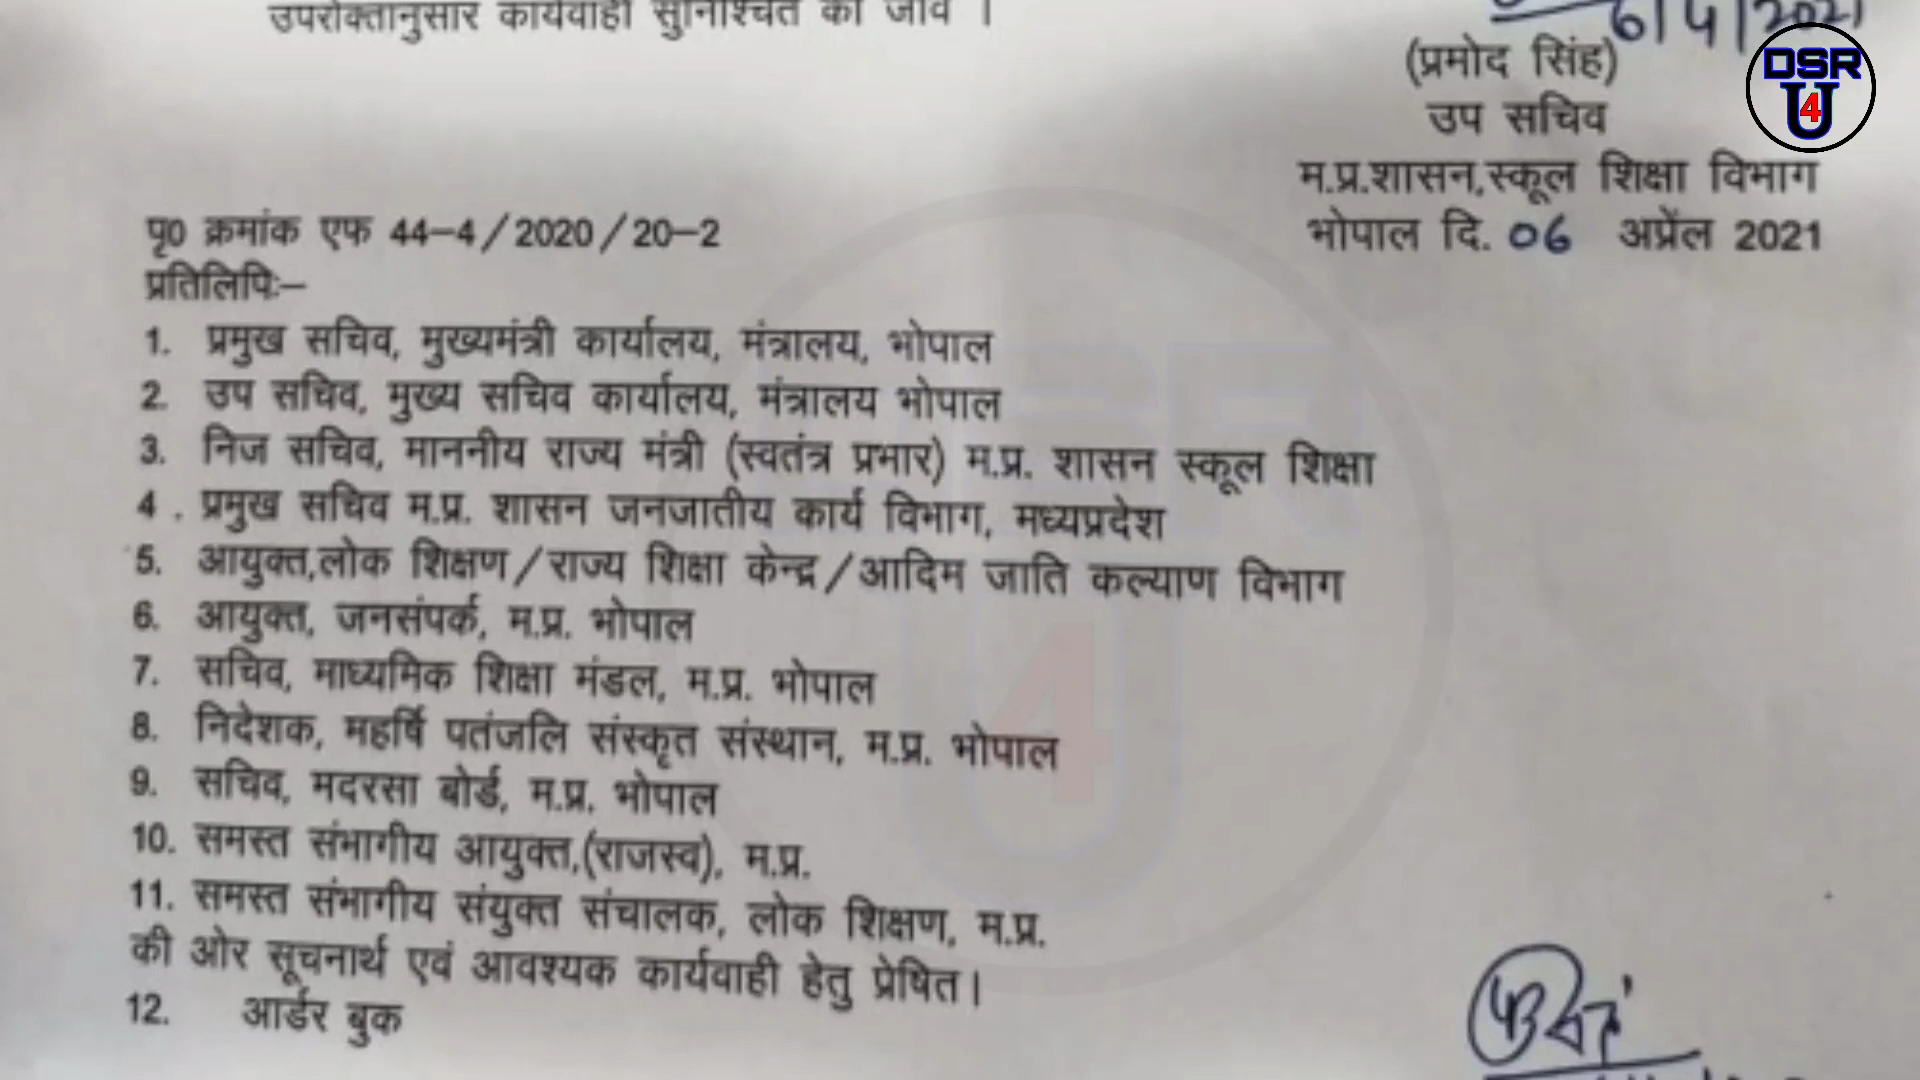 उपरोक्तानुसार कार्यवाही सुनिश्चित की जावे ।
6/4/2021
(प्रमोद सिंह)
उप सचिव
म.प्र.शासन,स्कूल शिक्षा विभाग
DSR
U
4
पृ0 क्रमांक एफ 44-4/2020/20-2
भोपाल दि. 06 अप्रेंल 2021
प्रतिलिपिः-
1. प्रमुख सचिव, मुख्यमंत्री कार्यालय, मंत्रालय, भोपाल
2. उप सचिव, मुख्य सचिव कार्यालय, मंत्रालय भोपाल
3. निज सचिव, माननीय राज्य मंत्री (स्वतंत्र प्रभार) म.प्र. शासन स्कूल शिक्षा
4 . प्रमुख सचिव म.प्र. शासन जनजातीय कार्य विभाग, मध्यप्रदेश
5. आयुक्त,लोक शिक्षण/राज्य शिक्षा केन्द्र/आदिम जाति कल्याण विभाग
6. आयुक्त, जनसंपर्क, म.प्र. भोपाल
7. सचिव, माध्यमिक शिक्षा मंडल, म.प्र. भोपाल
8. निदेशक, महर्षि पतंजलि संस्कृत संस्थान, म.प्र. भोपाल
9. सचिव, मदरसा बोर्ड, म.प्र. भोपाल
10. समस्त संभागीय आयुक्त,(राजस्व), म.प्र.
11. समस्त संभागीय संयुक्त संचालक, लोक शिक्षण, म.प्र.
की ओर सूचनार्थ एवं आवश्यक कार्यवाही हेतु प्रेषित।
12. आर्डर बुक